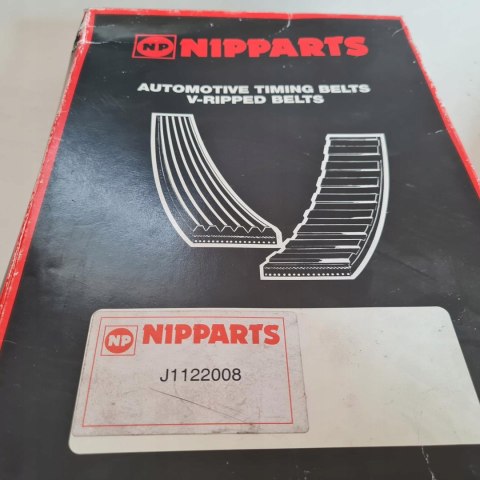 NP NIPPARTS
AUTOMOTIVE TIMING BELTS
V-RIPPED BELTS
NP NIPPARTS
J1122008